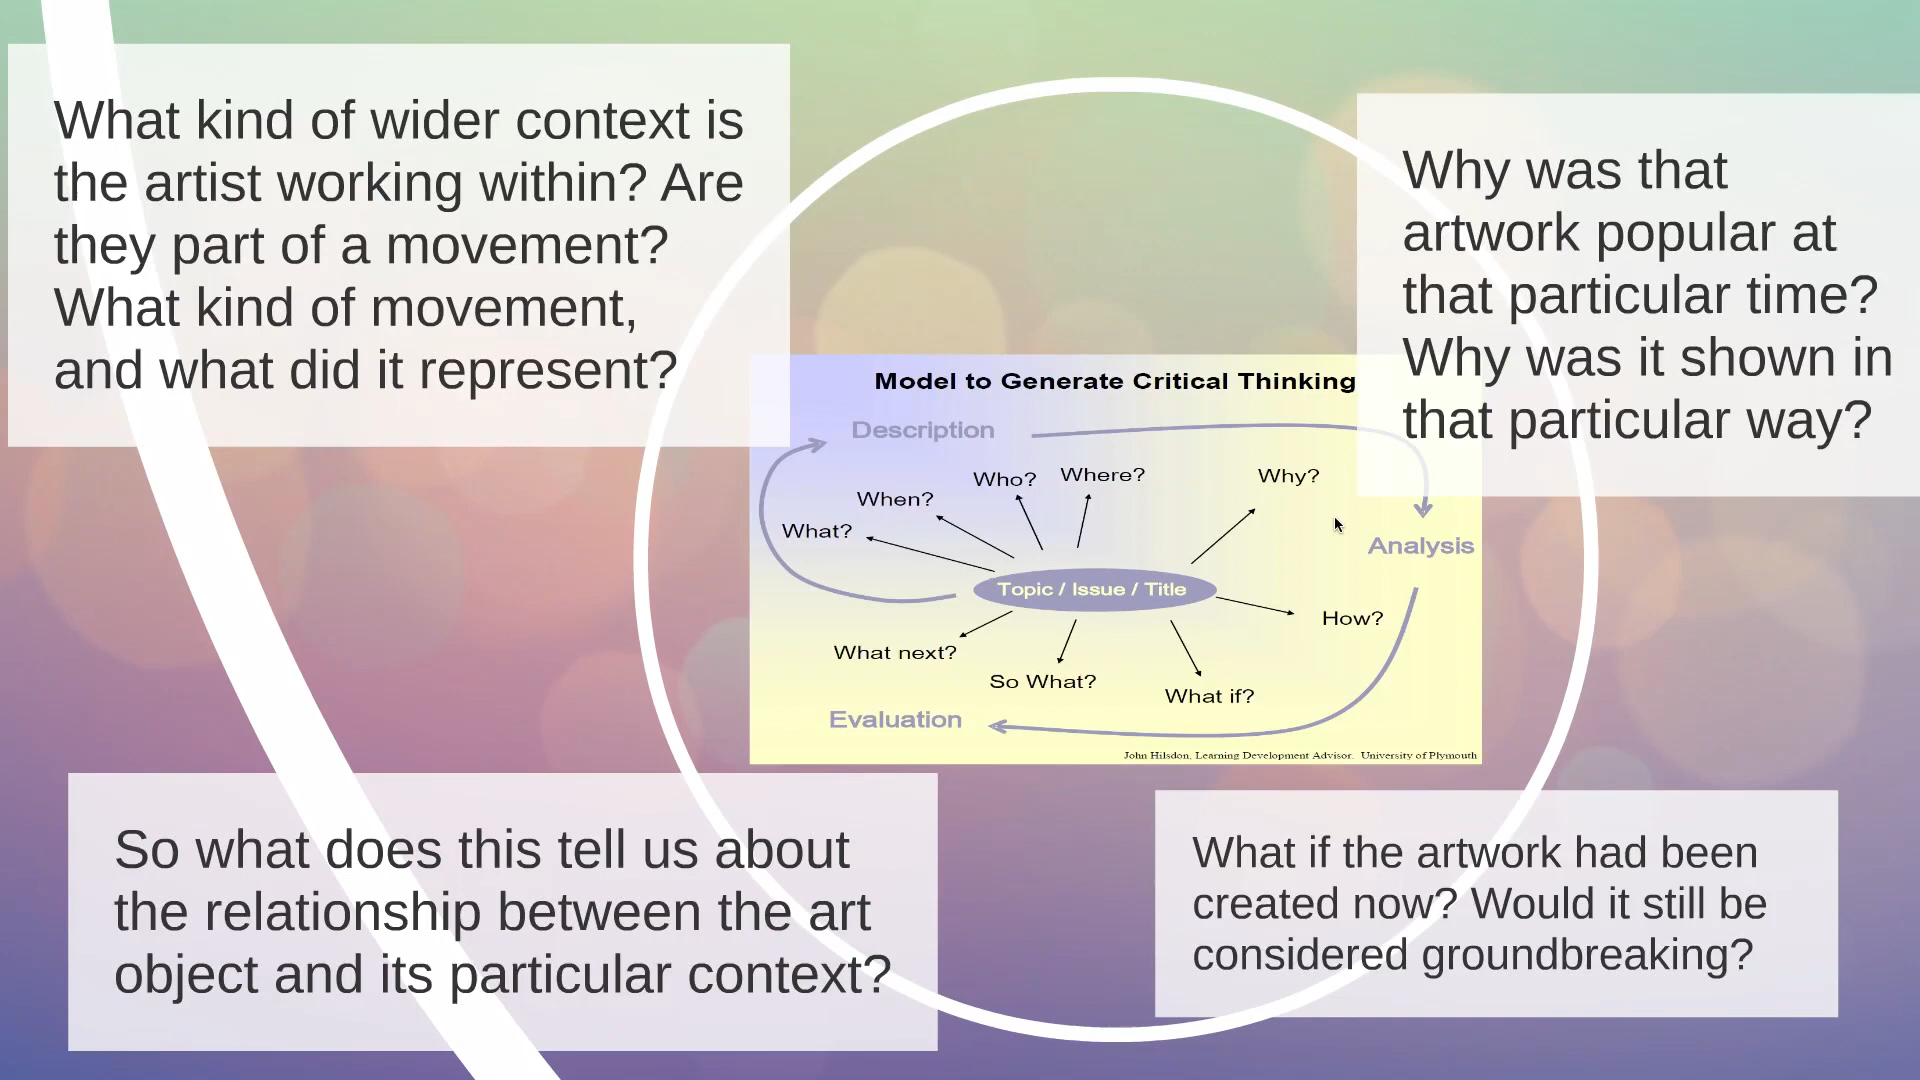 What kind of wider context is
the artist working within? Are
they part of a movement?
What kind of movement,
and what did it represent?
Why was that
artwork popular at
that particular time?
Why was it shown in
that particular way?
Model to Generate Critical Thinking
Description
Who?
Where?
Why?
When?
What?
Analysis
Topic / Issue / Title
How?
What next?
So What?
What if?
Evaluation
John Hilsdon, Learning Development Advisor. University of Plymouth
So what does this tell us about
the relationship between the art
object and its particular context?
What if the artwork had been
created now? Would it still be
considered groundbreaking?